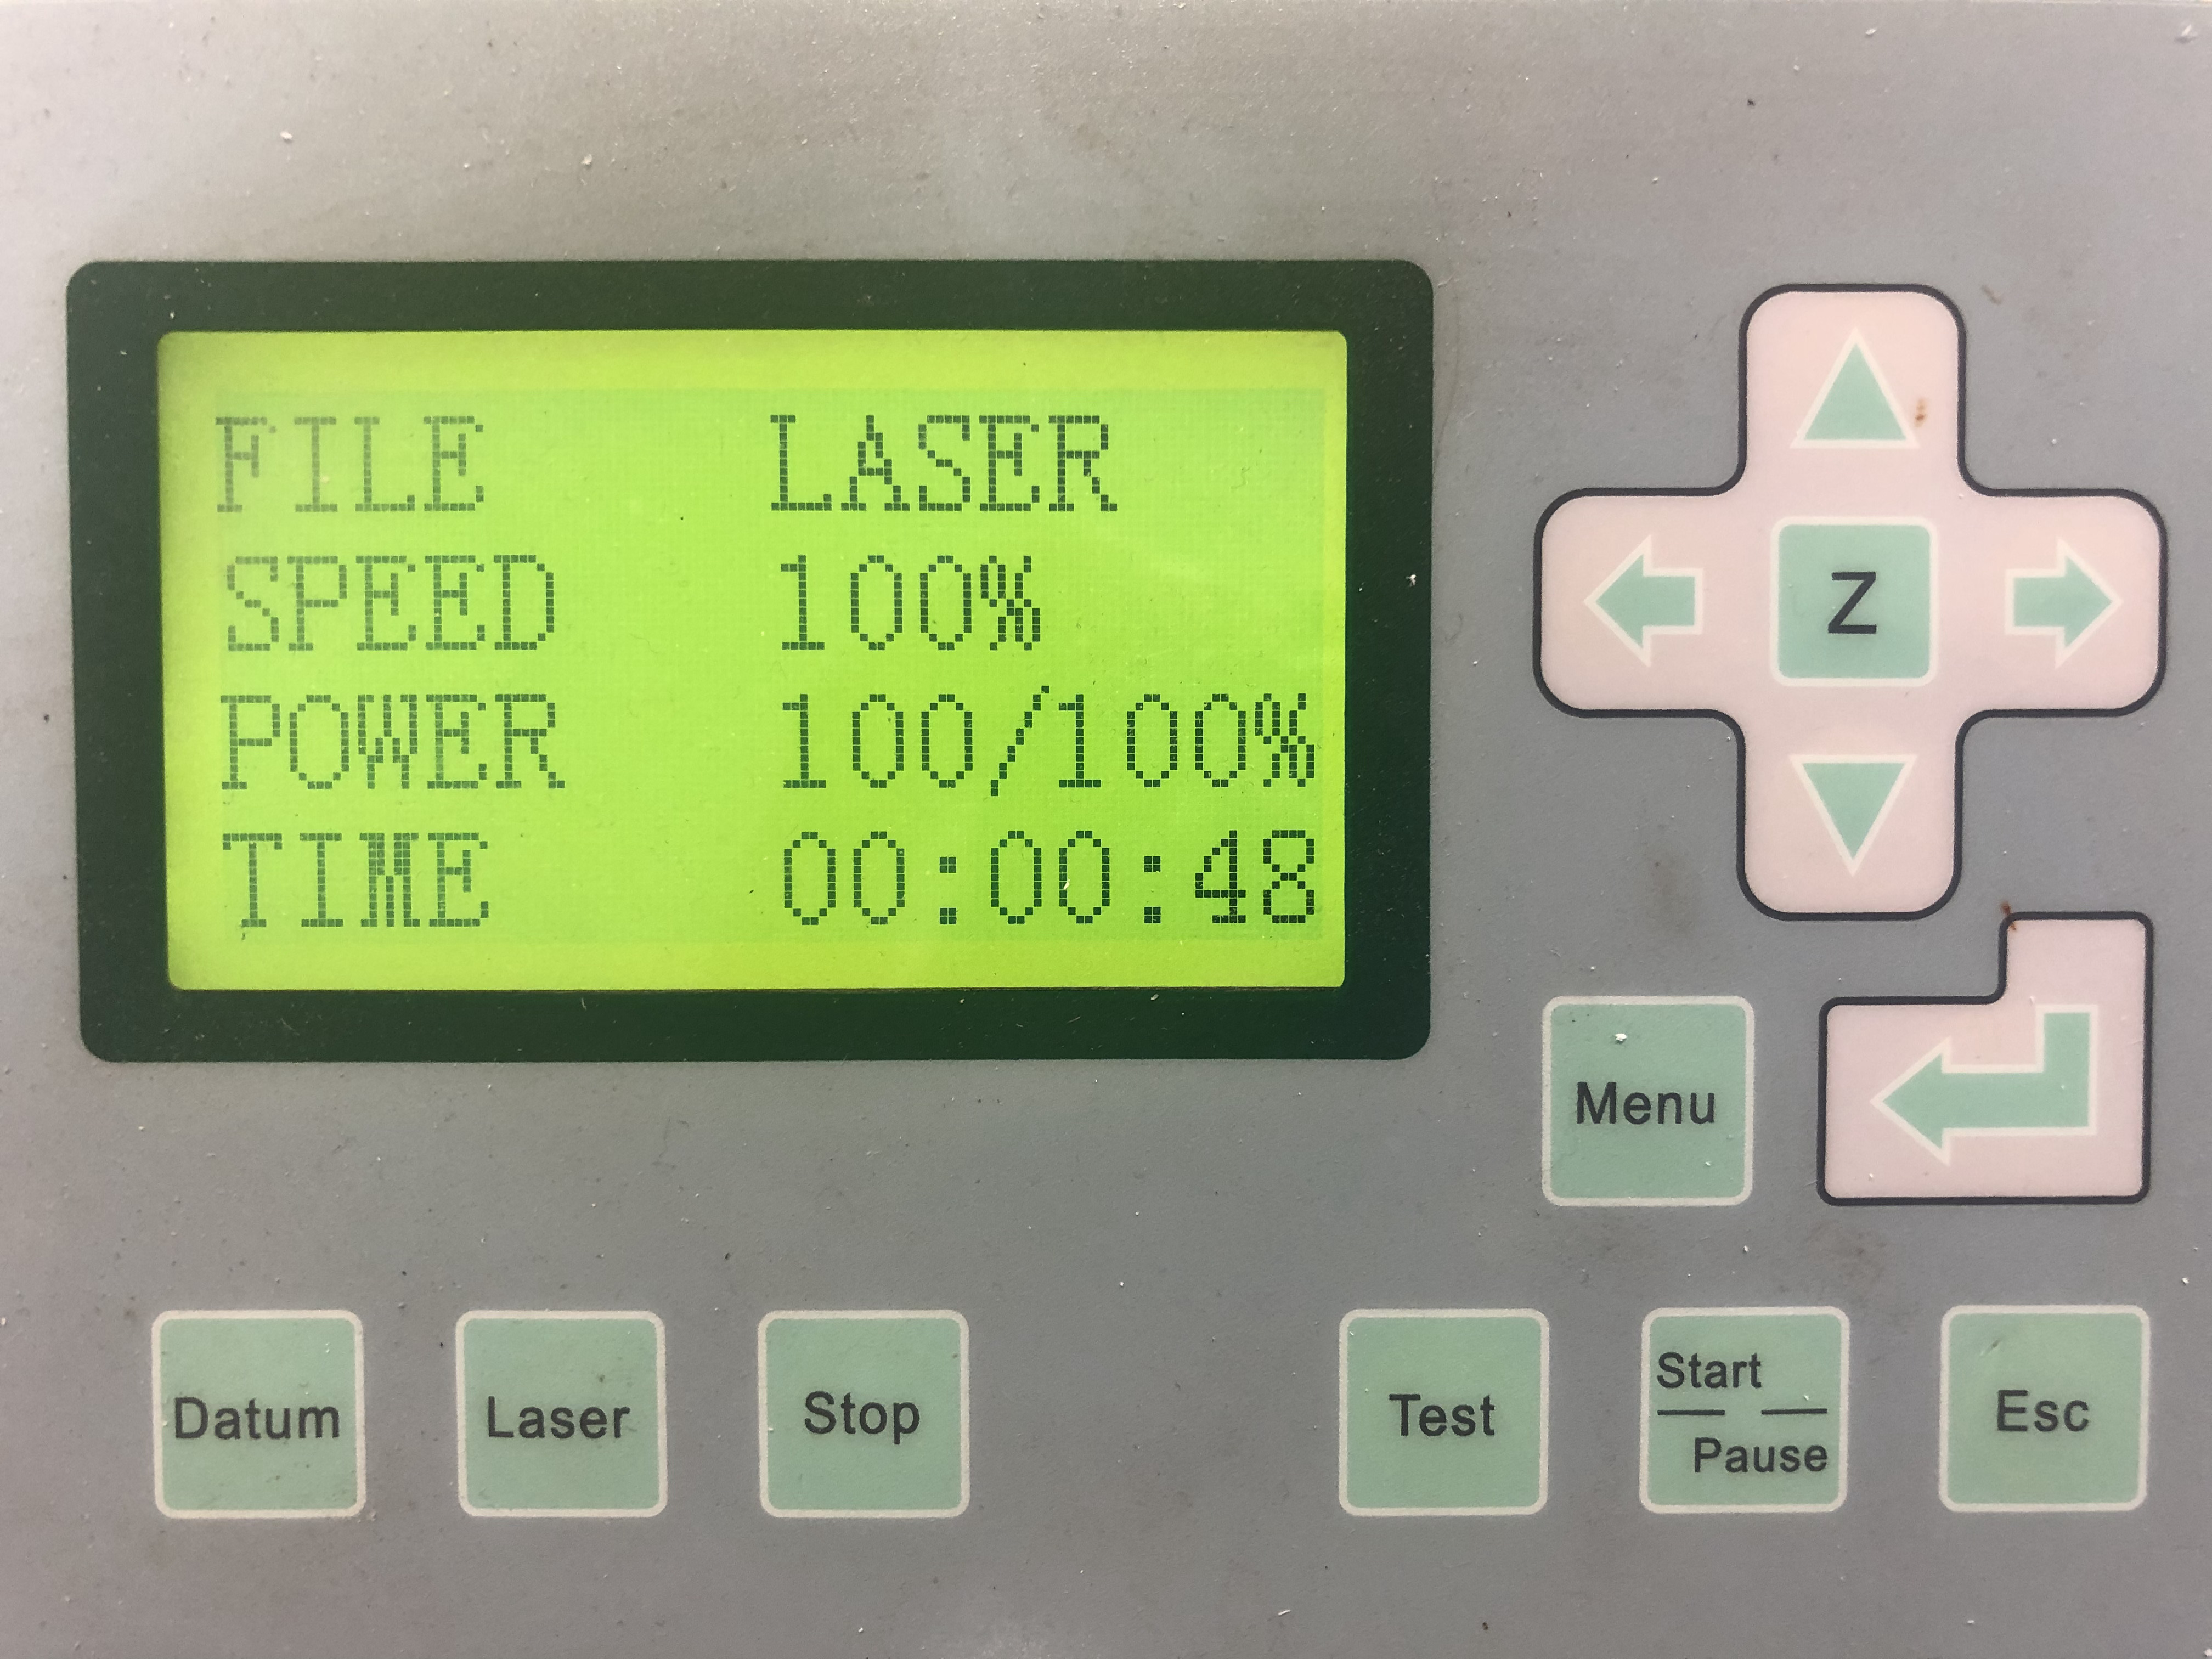 FILE LASER
SPEED 100%
POWER 100/100%
TIME 00:00:48
Z
Menu
Datum Laser Stop Test Start Pause Esc